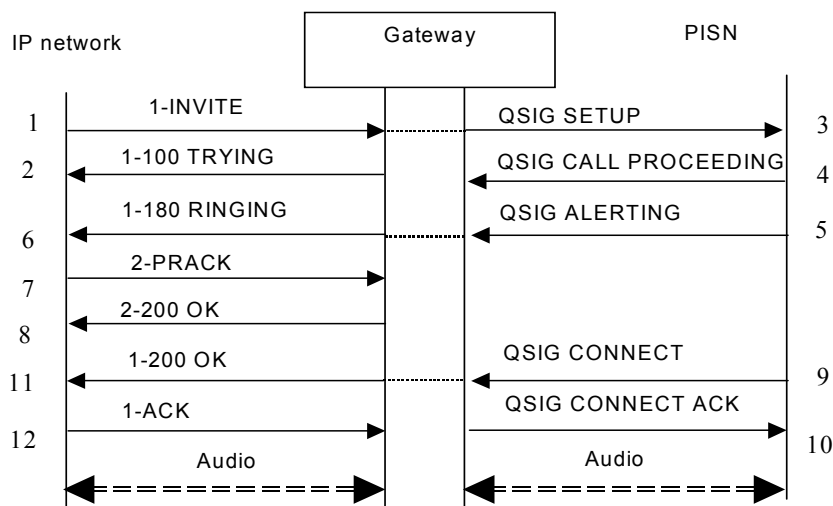 IP network
Gateway
PISN
1
1-INVITE
QSIG SETUP
3
2
1-100 TRYING
QSIG CALL PROCEEDING
4
6
1-180 RINGING
QSIG ALERTING
5
7
2-PRACK
8
2-200 OK
11
1-200 OK
QSIG CONNECT
9
12
1-ACK
QSIG CONNECT ACK
10
Audio
Audio